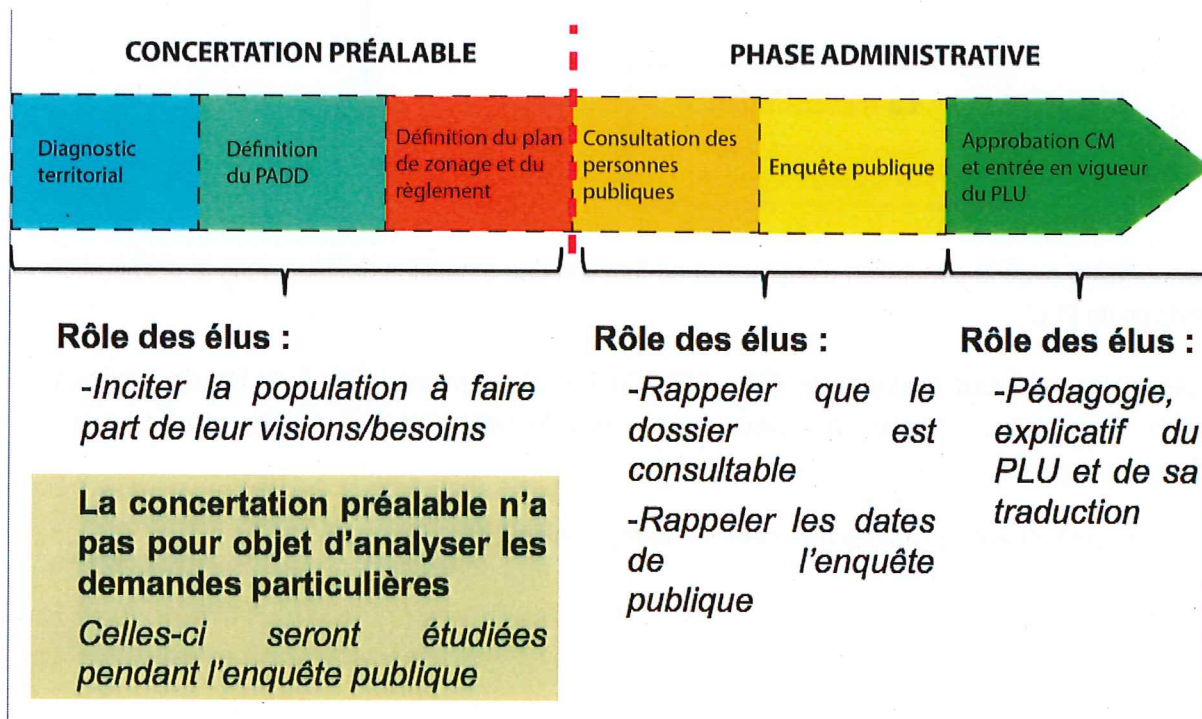 CONCERTATION PRÉALABLE
PHASE ADMINISTRATIVE
Diagnostic
territorial
Définition
du PADD
Définition du plan
de zonage et du
règlement
Consultation des
personnes
publiques
Enquête publique
Approbation CM
et entrée en vigueur
du PLU
Rôle des élus :
-Inciter la population à faire
part de leur visions/besoins
La concertation préalable n'a
pas pour objet d'analyser les
demandes particulières
Celles-ci seront étudiées
pendant l'enquête publique
Rôle des élus :
-Rappeler que le
dossier est
consultable
-Rappeler les dates
de l'enquête
publique
Rôle des élus :
-Pédagogie,
explicatif du
PLU et de sa
traduction